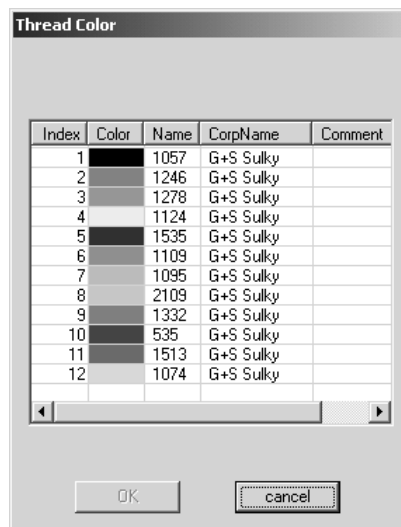 Thread Color
Index Color Name CorpName Comment
1 1057 G+S Sulky
2 1246 G+S Sulky
3 1278 G+S Sulky
4 1124 G+S Sulky
5 1535 G+S Sulky
6 1109 G+S Sulky
7 1095 G+S Sulky
8 2109 G+S Sulky
9 1332 G+S Sulky
10 535 G+S Sulky
11 1513 G+S Sulky
12 1074 G+S Sulky
OK cancel